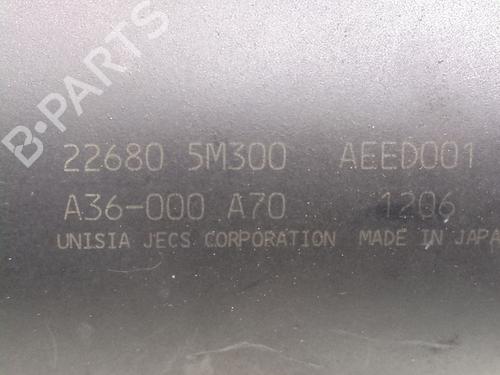 B-PARTS
22680 5M300 AEED001
A36-000 A70 1206
UNISIA JECS CORPORATION MADE IN JAPA